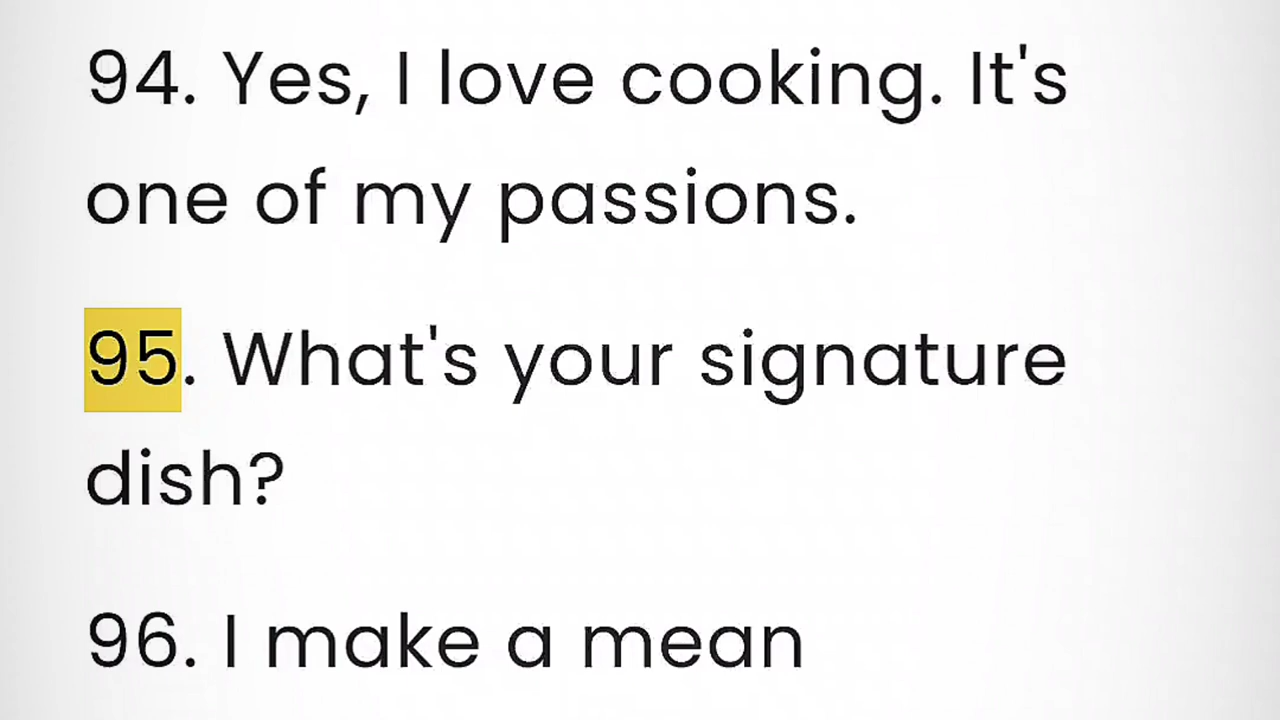 94. Yes, I love cooking. It's
one of my passions.
95. What's your signature
dish?
96. I make a mean